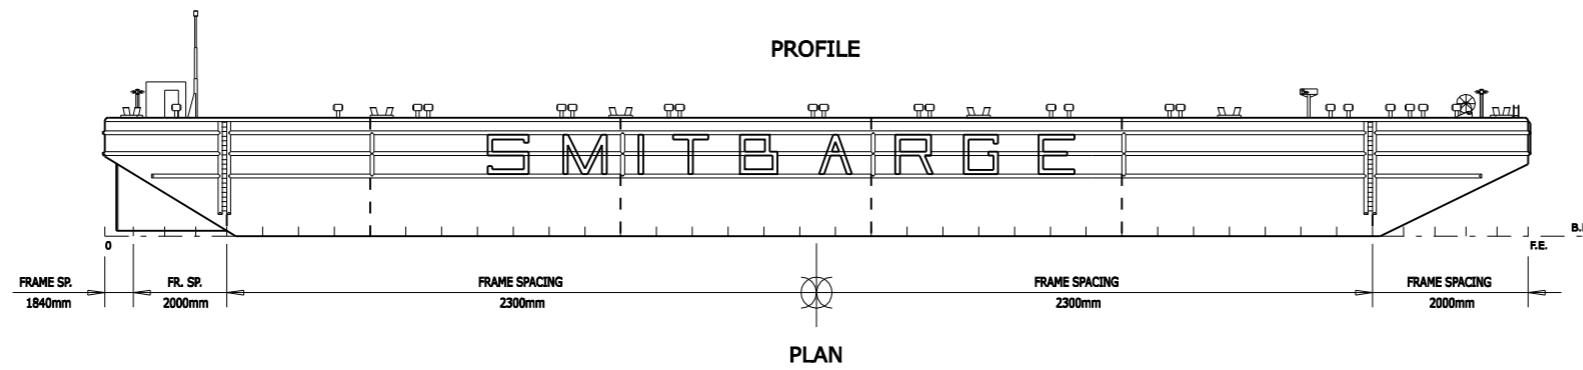 PROFILE
SMITBARGE
0
B.
F.E.
FRAME SP.
1840mm
FR. SP.
2000mm
FRAME SPACING
2300mm
FRAME SPACING
2300mm
FRAME SPACING
2000mm
PLAN